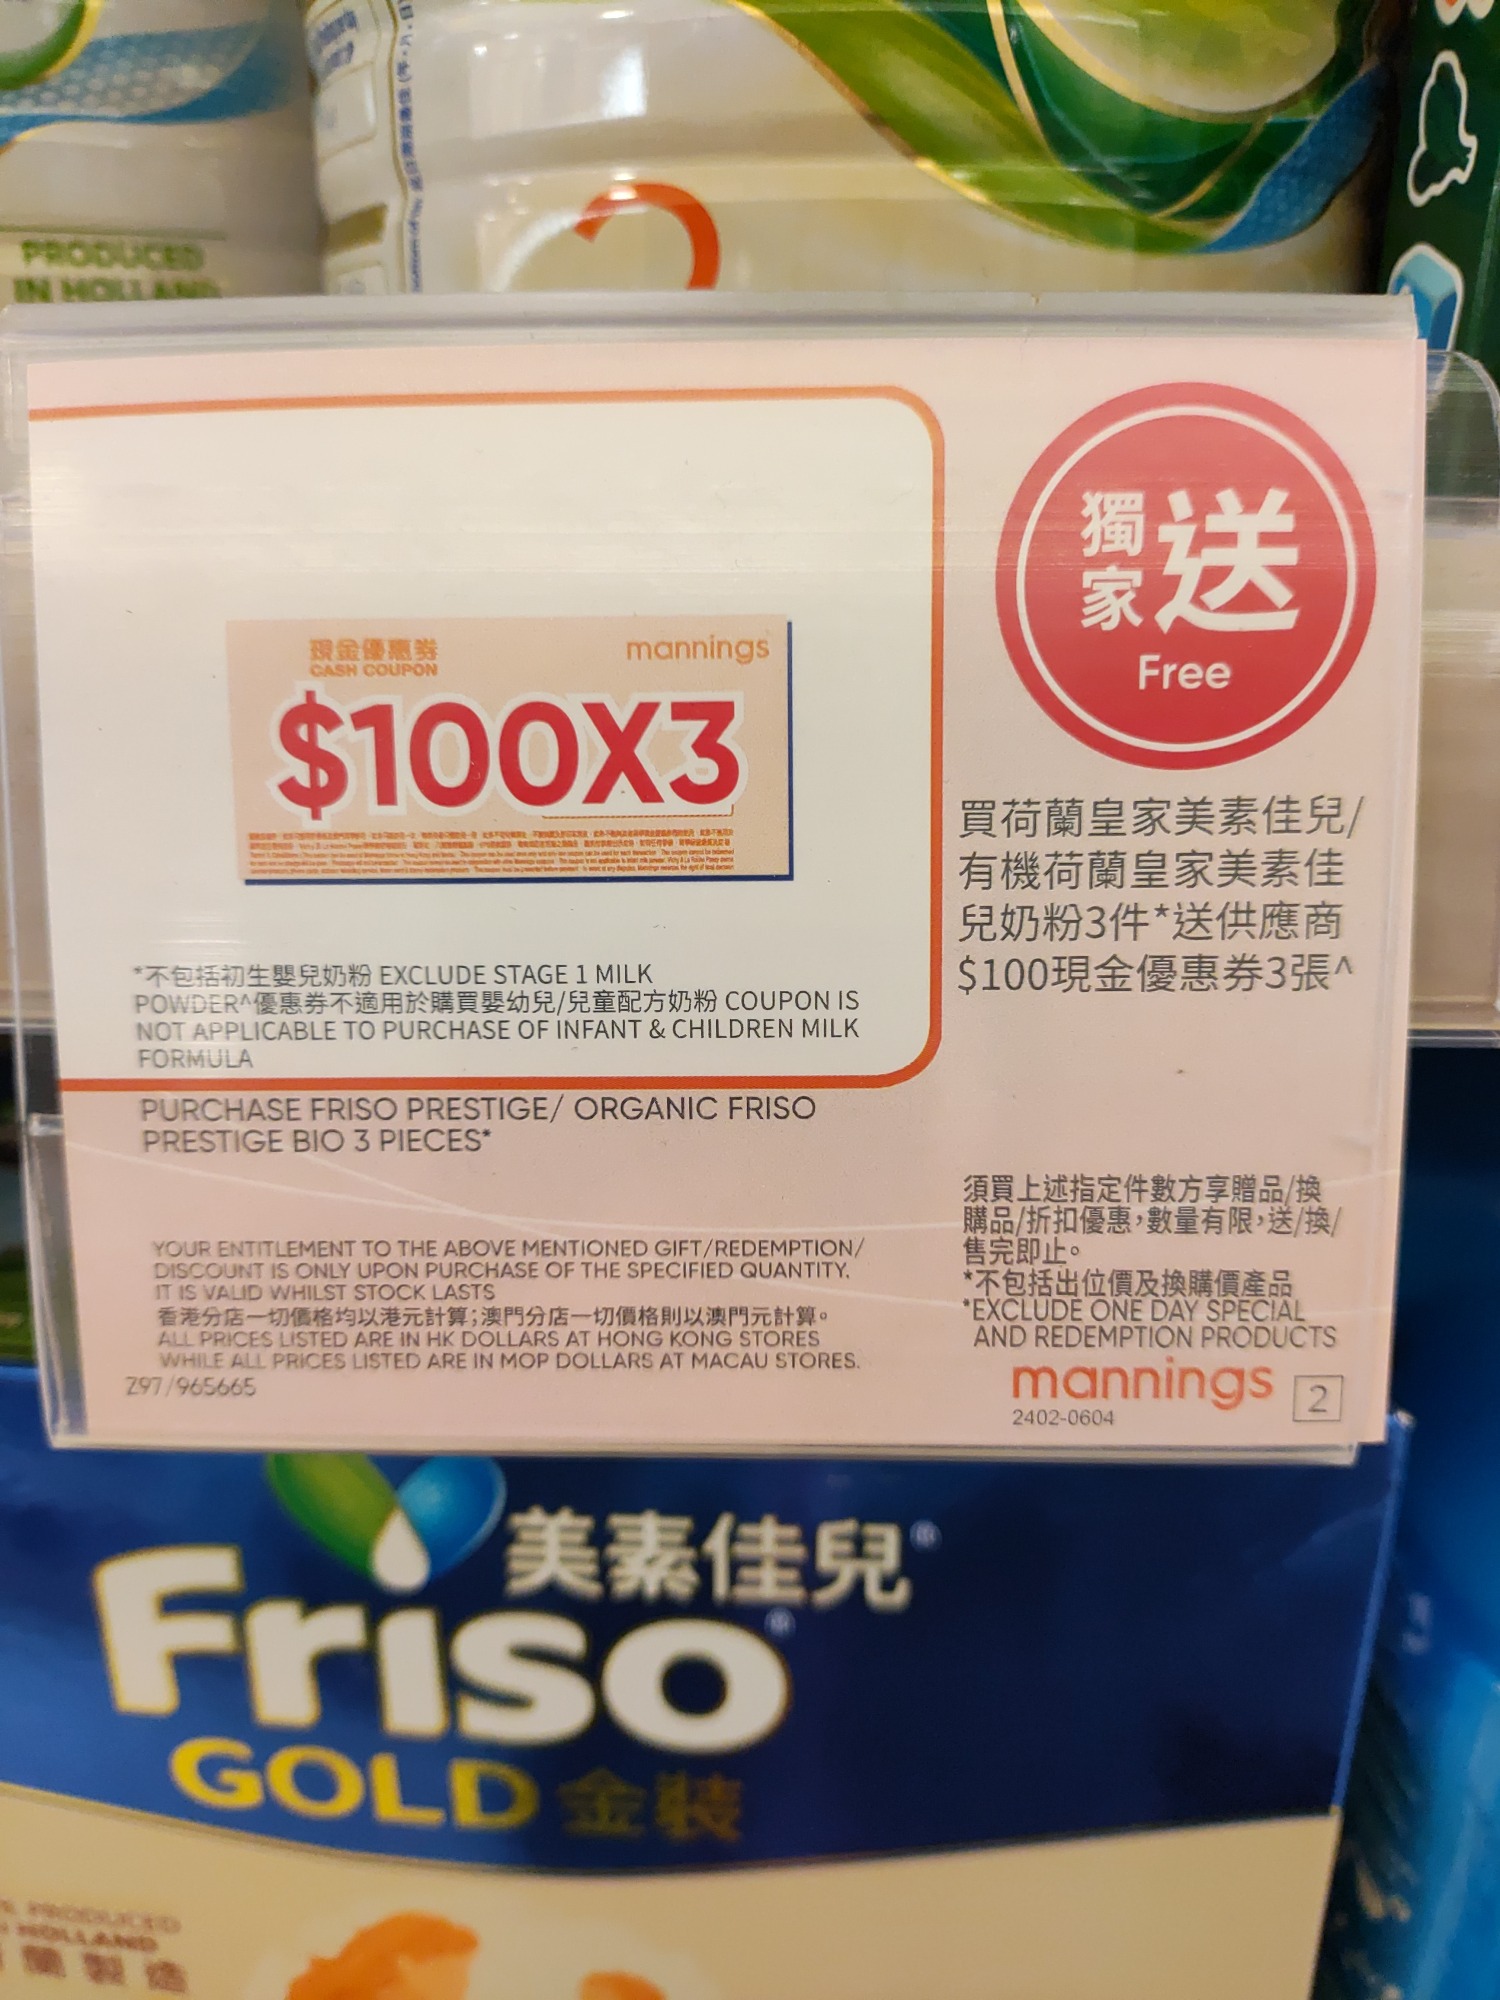 PRODUCED
IN HOLLAND
現金優惠券
CASH COUPON
mannings
$100X3
*不包括初生嬰兒奶粉 EXCLUDE STAGE 1 MILK
POWDER^優惠券不適用於購買嬰幼兒/兒童配方奶粉 COUPON IS
NOT APPLICABLE TO PURCHASE OF INFANT & CHILDREN MILK
FORMULA
PURCHASE FRISO PRESTIGE/ ORGANIC FRISO
PRESTIGE BIO 3 PIECES*
YOUR ENTITLEMENT TO THE ABOVE MENTIONED GIFT/REDEMPTION/
DISCOUNT IS ONLY UPON PURCHASE OF THE SPECIFIED QUANTITY.
IT IS VALID WHILST STOCK LASTS
香港分店一切價格均以港元計算;澳門分店一切價格則以澳門元計算。
ALL PRICES LISTED ARE IN HK DOLLARS AT HONG KONG STORES
WHILE ALL PRICES LISTED ARE IN MOP DOLLARS AT MACAU STORES.
Z97/965665
獨家送
Free
買荷蘭皇家美素佳兒/
有機荷蘭皇家美素佳
兒奶粉3件*送供應商
$100現金優惠券3張^
須買上述指定件數方享贈品/換
購品/折扣優惠,數量有限,送/換/
售完即止。
*不包括出位價及換購價產品
*EXCLUDE ONE DAY SPECIAL
AND REDEMPTION PRODUCTS
mannings
2
2402-0604
美素佳兒®
Friso®
GOLD 金裝
PRODUCED
HOLLAND
蘭製造